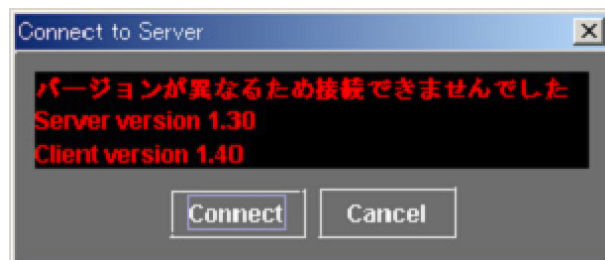 Connect to Server
バージョンが異なるため接続できませんでした
Server version 1.30
Client version 1.40
Connect
Cancel